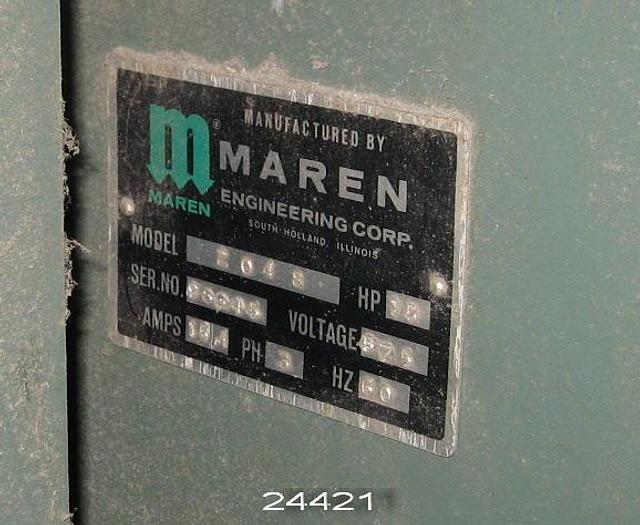 m®
MANUFACTURED BY
MAREN
MAREN
ENGINEERING CORP.
SOUTH HOLLAND, ILLINOIS
MODEL
HP
SER.NO.
AMPS PH 3 VOLTAGE 575
HZ 60
24421